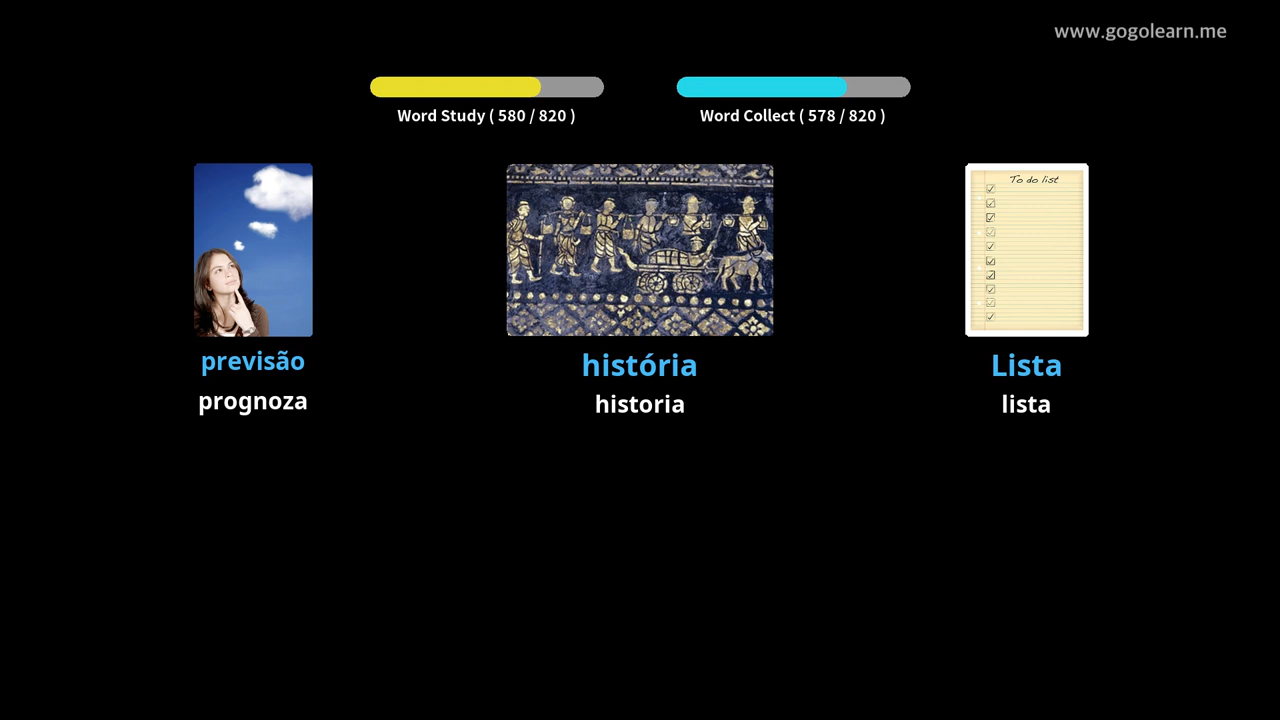 www.gogolearn.me
Word Study ( 580 / 820 )
Word Collect ( 578 / 820 )
To do list
previsão
história
Lista
prognoza
historia
lista